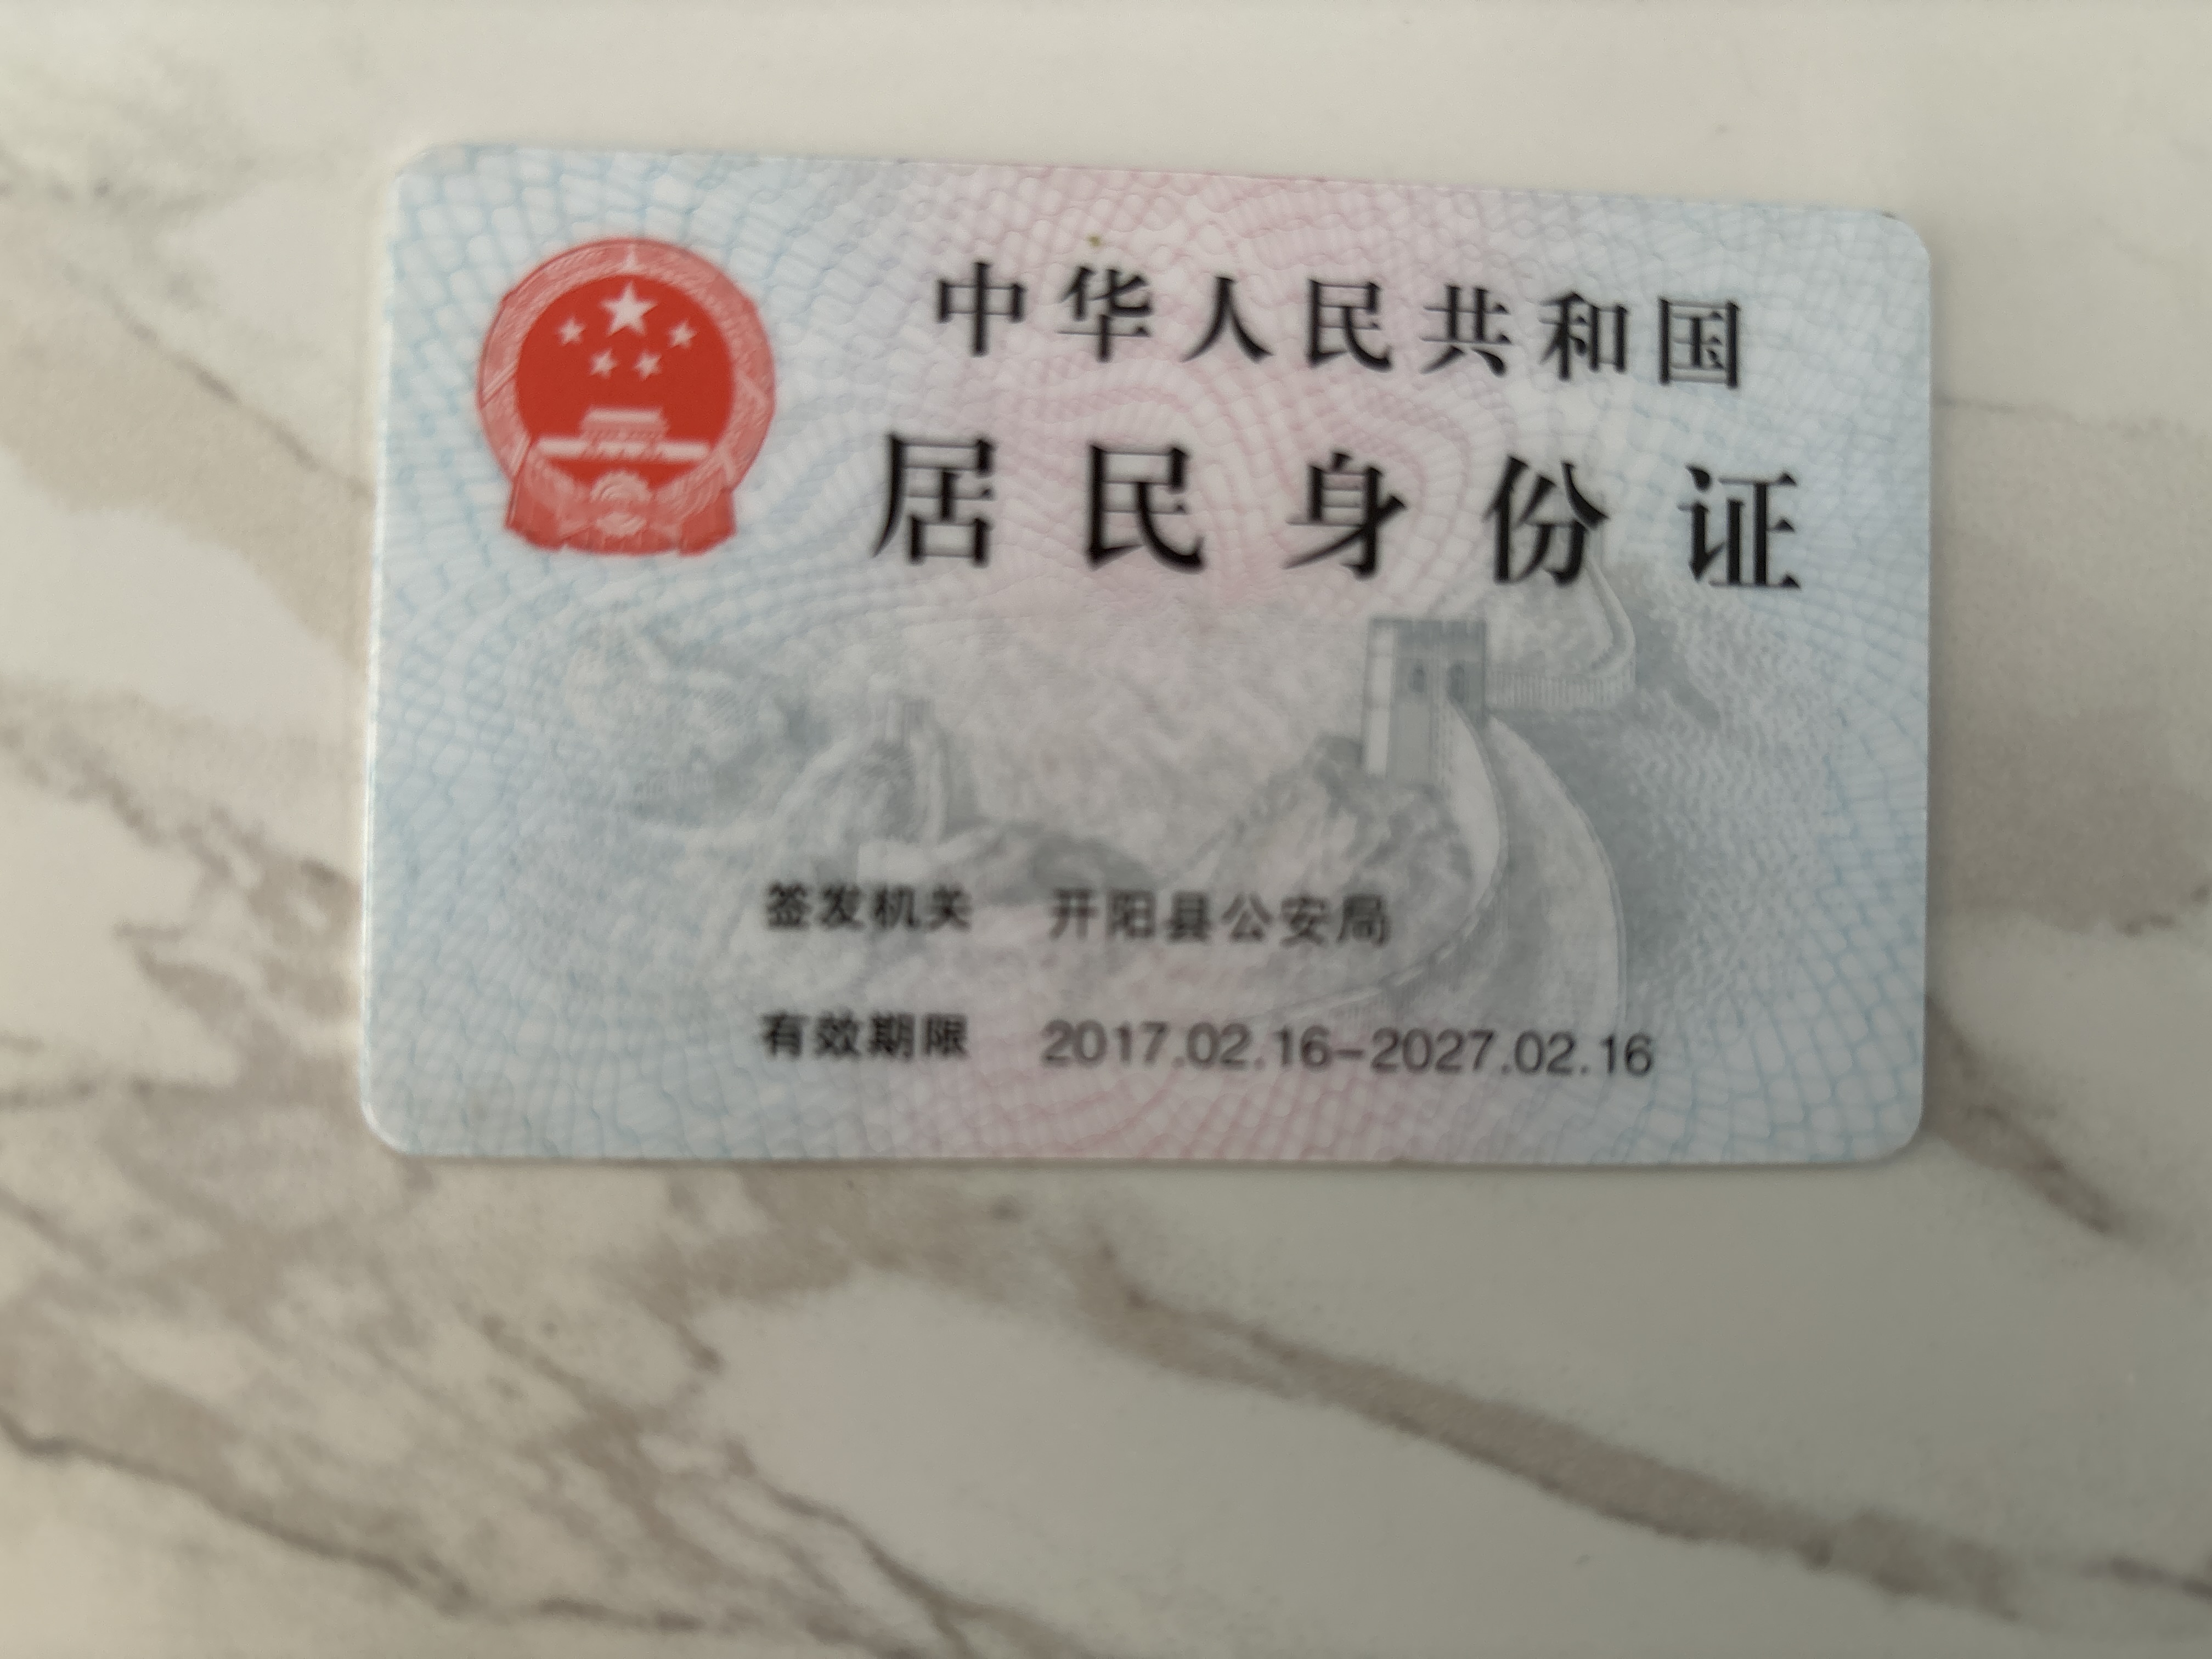 中华人民共和国
居民身份证
签发机关 开阳县公安局
有效期限 2017.02.16-2027.02.16